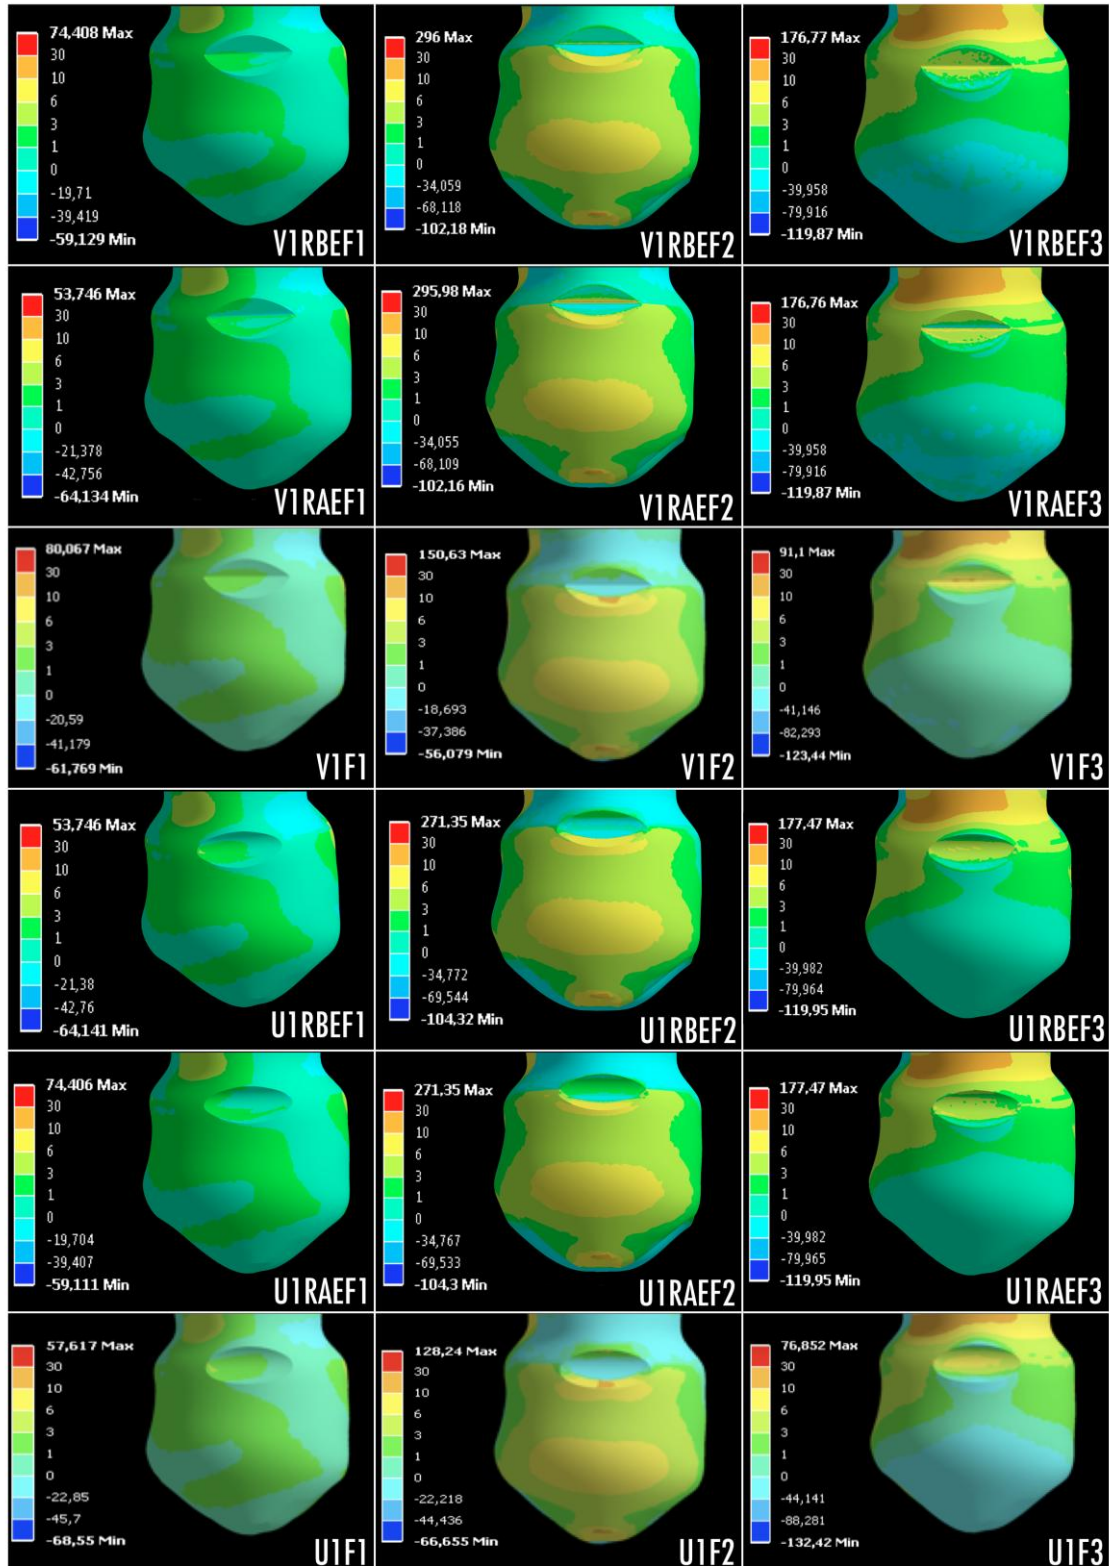 74,408 Max
30
10
6
3
1
0
-19,71
-39,419
-59,129 Min
V1RBEF1
296 Max
30
10
6
3
1
0
-34,059
-68,118
-102,18 Min
V1RBEF2
176,77 Max
30
10
6
3
1
0
-39,958
-79,916
-119,87 Min
V1RBEF3
53,746 Max
30
10
6
3
1
0
-21,378
-42,756
-64,134 Min
V1RAEF1
295,98 Max
30
10
6
3
1
0
-34,055
-68,109
-102,16 Min
V1RAEF2
176,76 Max
30
10
6
3
1
0
-39,958
-79,916
-119,87 Min
V1RAEF3
80,067 Max
30
10
6
3
1
0
-20,59
-41,179
-61,769 Min
V1F1
150,63 Max
30
10
6
3
1
0
-18,693
-37,386
-56,079 Min
V1F2
91,1 Max
30
10
6
3
1
0
-41,146
-82,293
-123,44 Min
V1F3
53,746 Max
30
10
6
3
1
0
-21,38
-42,76
-64,141 Min
U1RBEF1
271,35 Max
30
10
6
3
1
0
-34,772
-69,544
-104,32 Min
U1RBEF2
177,47 Max
30
10
6
3
1
0
-39,982
-79,964
-119,95 Min
U1RBEF3
74,406 Max
30
10
6
3
1
0
-19,704
-39,407
-59,111 Min
U1RAEF1
271,35 Max
30
10
6
3
1
0
-34,767
-69,533
-104,3 Min
U1RAEF2
177,47 Max
30
10
6
3
1
0
-39,982
-79,965
-119,95 Min
U1RAEF3
57,617 Max
30
10
6
3
1
0
-22,85
-45,7
-68,55 Min
U1F1
128,24 Max
30
10
6
3
1
0
-22,218
-44,436
-66,655 Min
U1F2
76,852 Max
30
10
6
3
1
0
-44,141
-88,281
-132,42 Min
U1F3